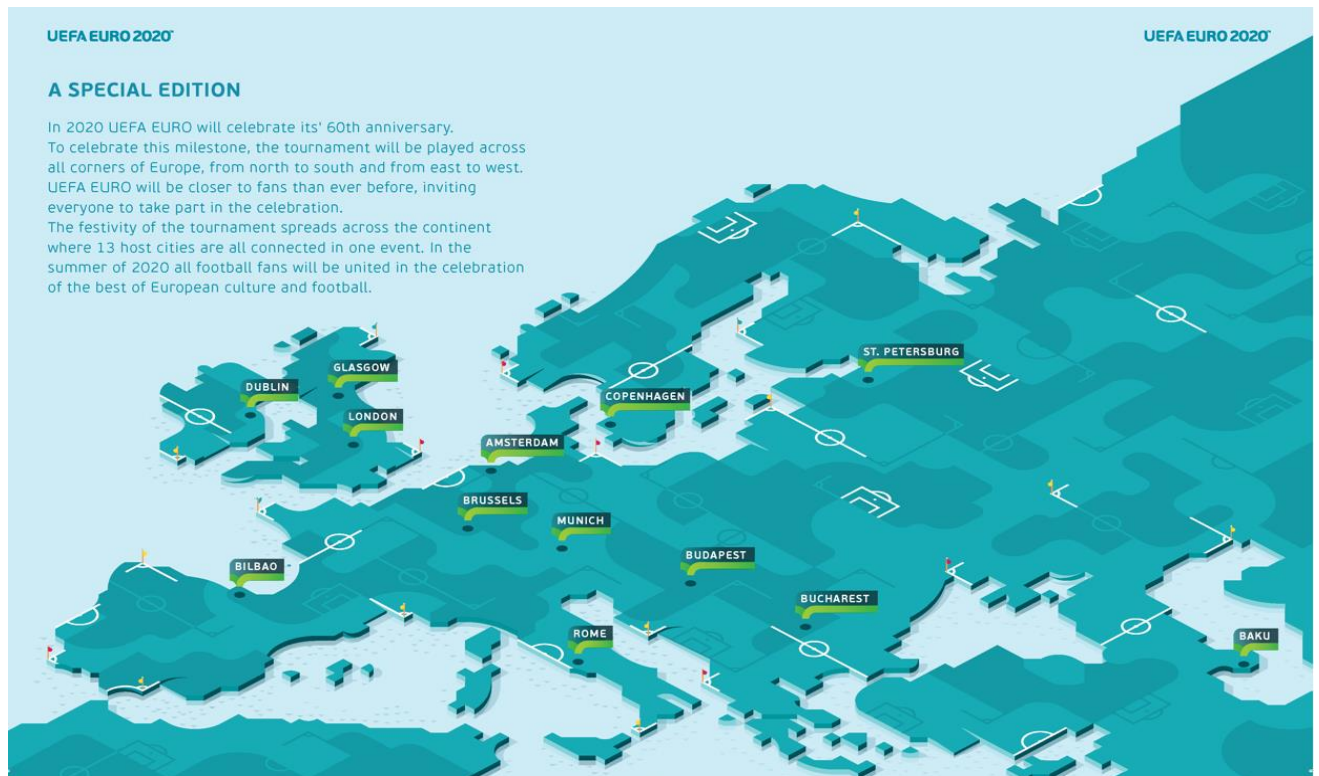 UEFA EURO 2020™
UEFA EURO 2020™
A SPECIAL EDITION
In 2020 UEFA EURO will celebrate its' 60th anniversary.
To celebrate this milestone, the tournament will be played across
all corners of Europe, from north to south and from east to west.
UEFA EURO will be closer to fans than ever before, inviting
everyone to take part in the celebration.
The festivity of the tournament spreads across the continent
where 13 host cities are all connected in one event. In the
summer of 2020 all football fans will be united in the celebration
of the best of European culture and football.
ST. PETERSBURG
GLASGOW
DUBLIN
COPENHAGEN
LONDON
AMSTERDAM
BRUSSELS
MUNICH
BUDAPEST
BILBAO
BUCHAREST
ROME
BAKU